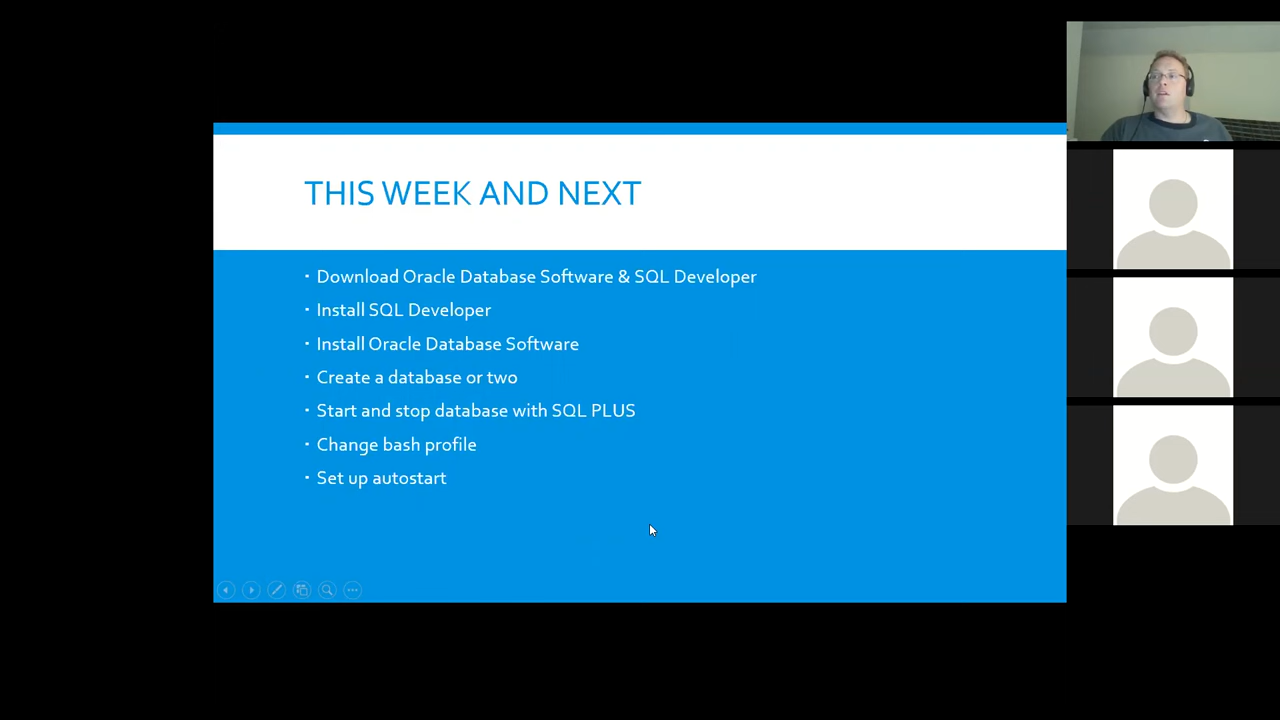 THIS WEEK AND NEXT
Download Oracle Database Software & SQL Developer
Install SQL Developer
Install Oracle Database Software
Create a database or two
Start and stop database with SQL PLUS
Change bash profile
Set up autostart